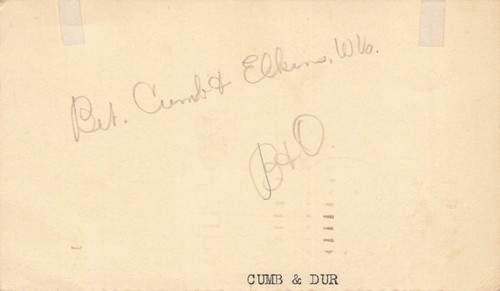 Bet. Cumb & Elkins, W Va.
B & O.
CUMB & DUR